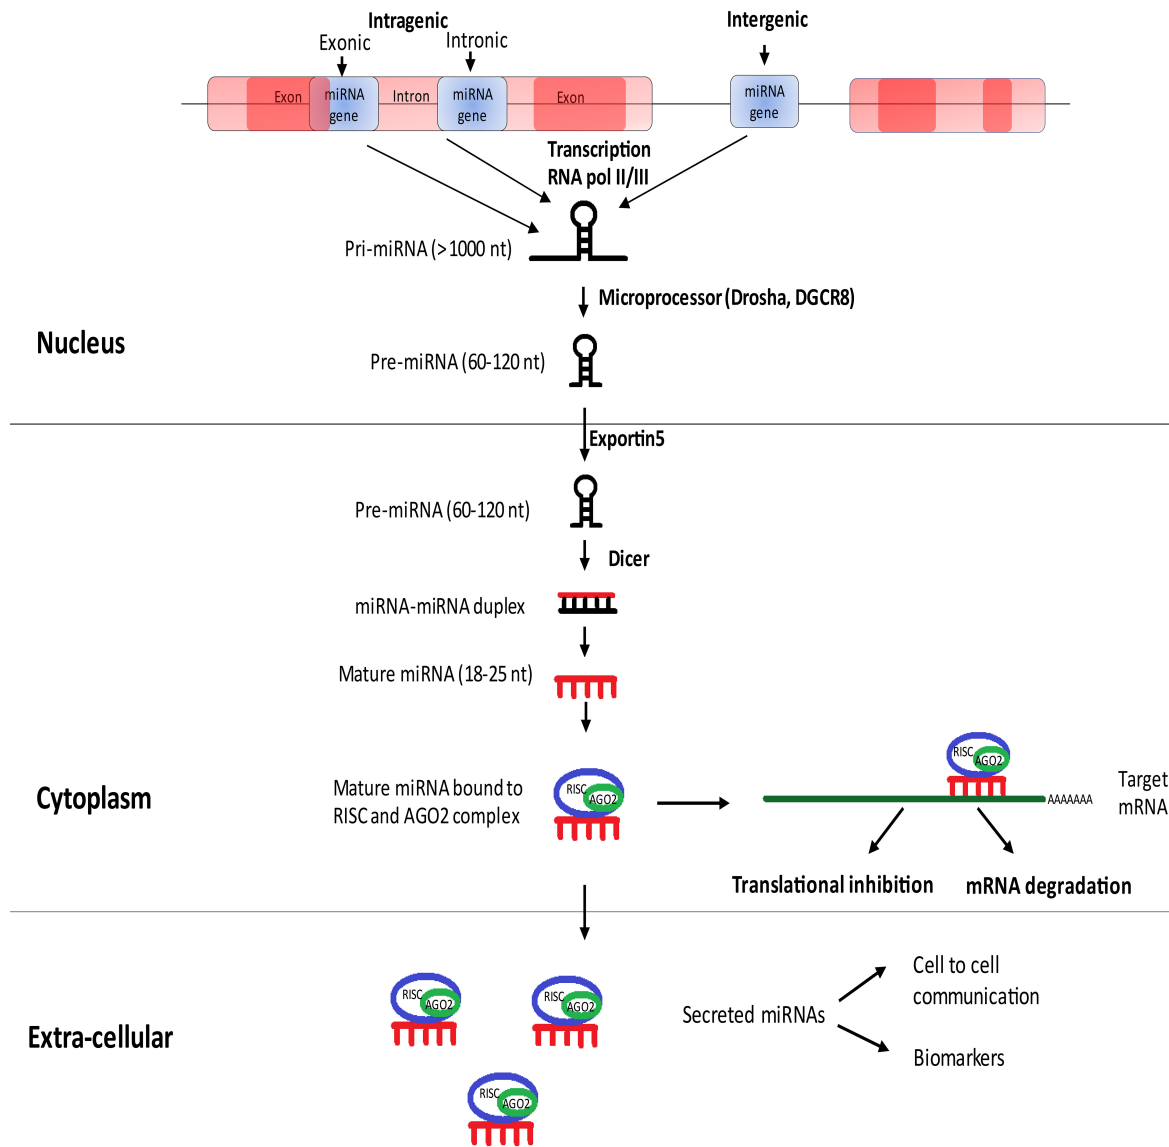 Intragenic
Intergenic
Exonic
Intronic
Exon
miRNA
gene
Intron
miRNA
gene
Exon
miRNA
gene
Transcription
RNA pol II/III
Pri-miRNA (>1000 nt)
Microprocessor (Drosha, DGCR8)
Nucleus
Pre-miRNA (60-120 nt)
Exportin5
Pre-miRNA (60-120 nt)
Dicer
miRNA-miRNA duplex
Mature miRNA (18-25 nt)
Cytoplasm
Mature miRNA bound to
RISC and AGO2 complex
RISC
AGO2
RISC
AGO2
AAAAAAA
Target
mRNA
Translational inhibition
mRNA degradation
Extra-cellular
RISC
AGO2
RISC
AGO2
RISC
AGO2
Secreted miRNAs
Cell to cell
communication
Biomarkers